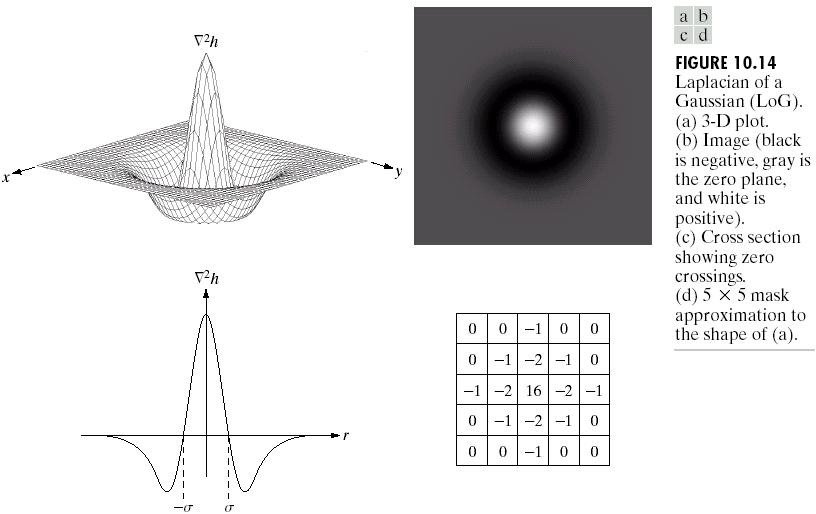 ∇²h
x
y
a b
c d
FIGURE 10.14
Laplacian of a
Gaussian (LoG).
(a) 3-D plot.
(b) Image (black
is negative, gray is
the zero plane,
and white is
positive).
(c) Cross section
showing zero
crossings.
(d) 5 × 5 mask
approximation to
the shape of (a).
∇²h
r
−σ σ
0 0 −1 0 0
0 −1 −2 −1 0
−1 −2 16 −2 −1
0 −1 −2 −1 0
0 0 −1 0 0